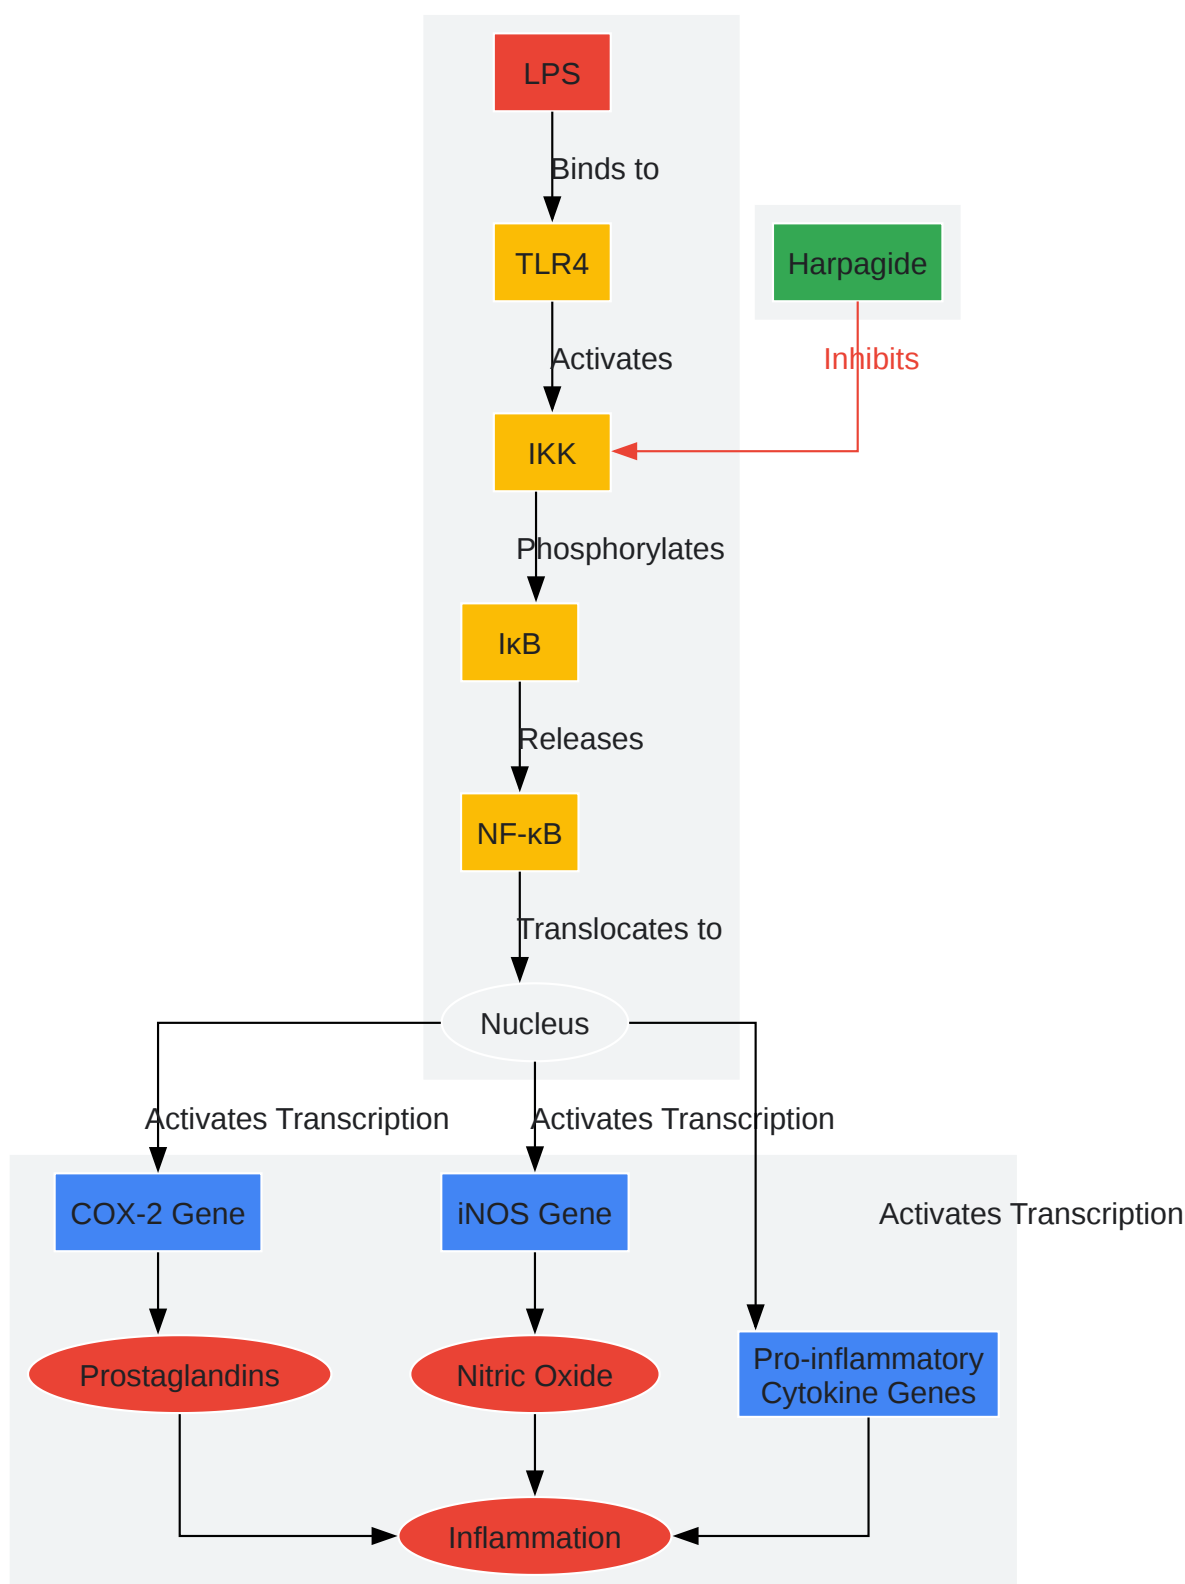 LPS
Binds to
TLR4
Harpagide
Activates
Inhibits
IKK
Phosphorylates
IκB
Releases
NF-κB
Translocates to
Nucleus
Activates Transcription
Activates Transcription
COX-2 Gene
iNOS Gene
Activates Transcription
Prostaglandins
Nitric Oxide
Pro-inflammatory
Cytokine Genes
Inflammation